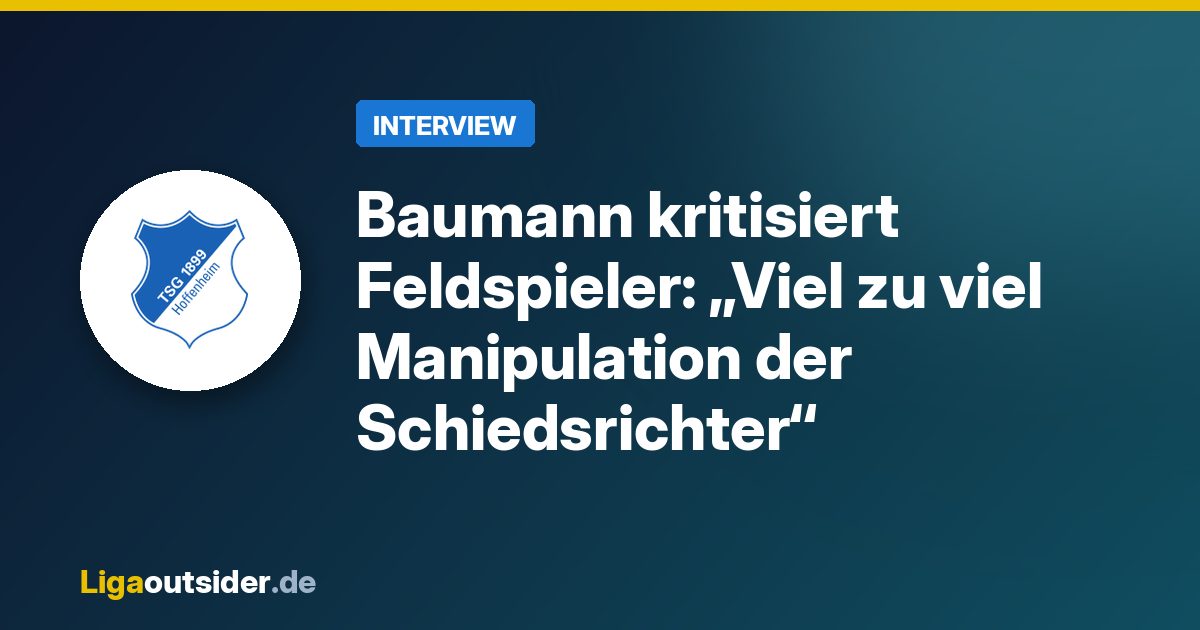 INTERVIEW
TSG 1899
Hoffenheim
Baumann kritisiert
Feldspieler: „Viel zu viel
Manipulation der
Schiedsrichter“
Ligaoutsider.de